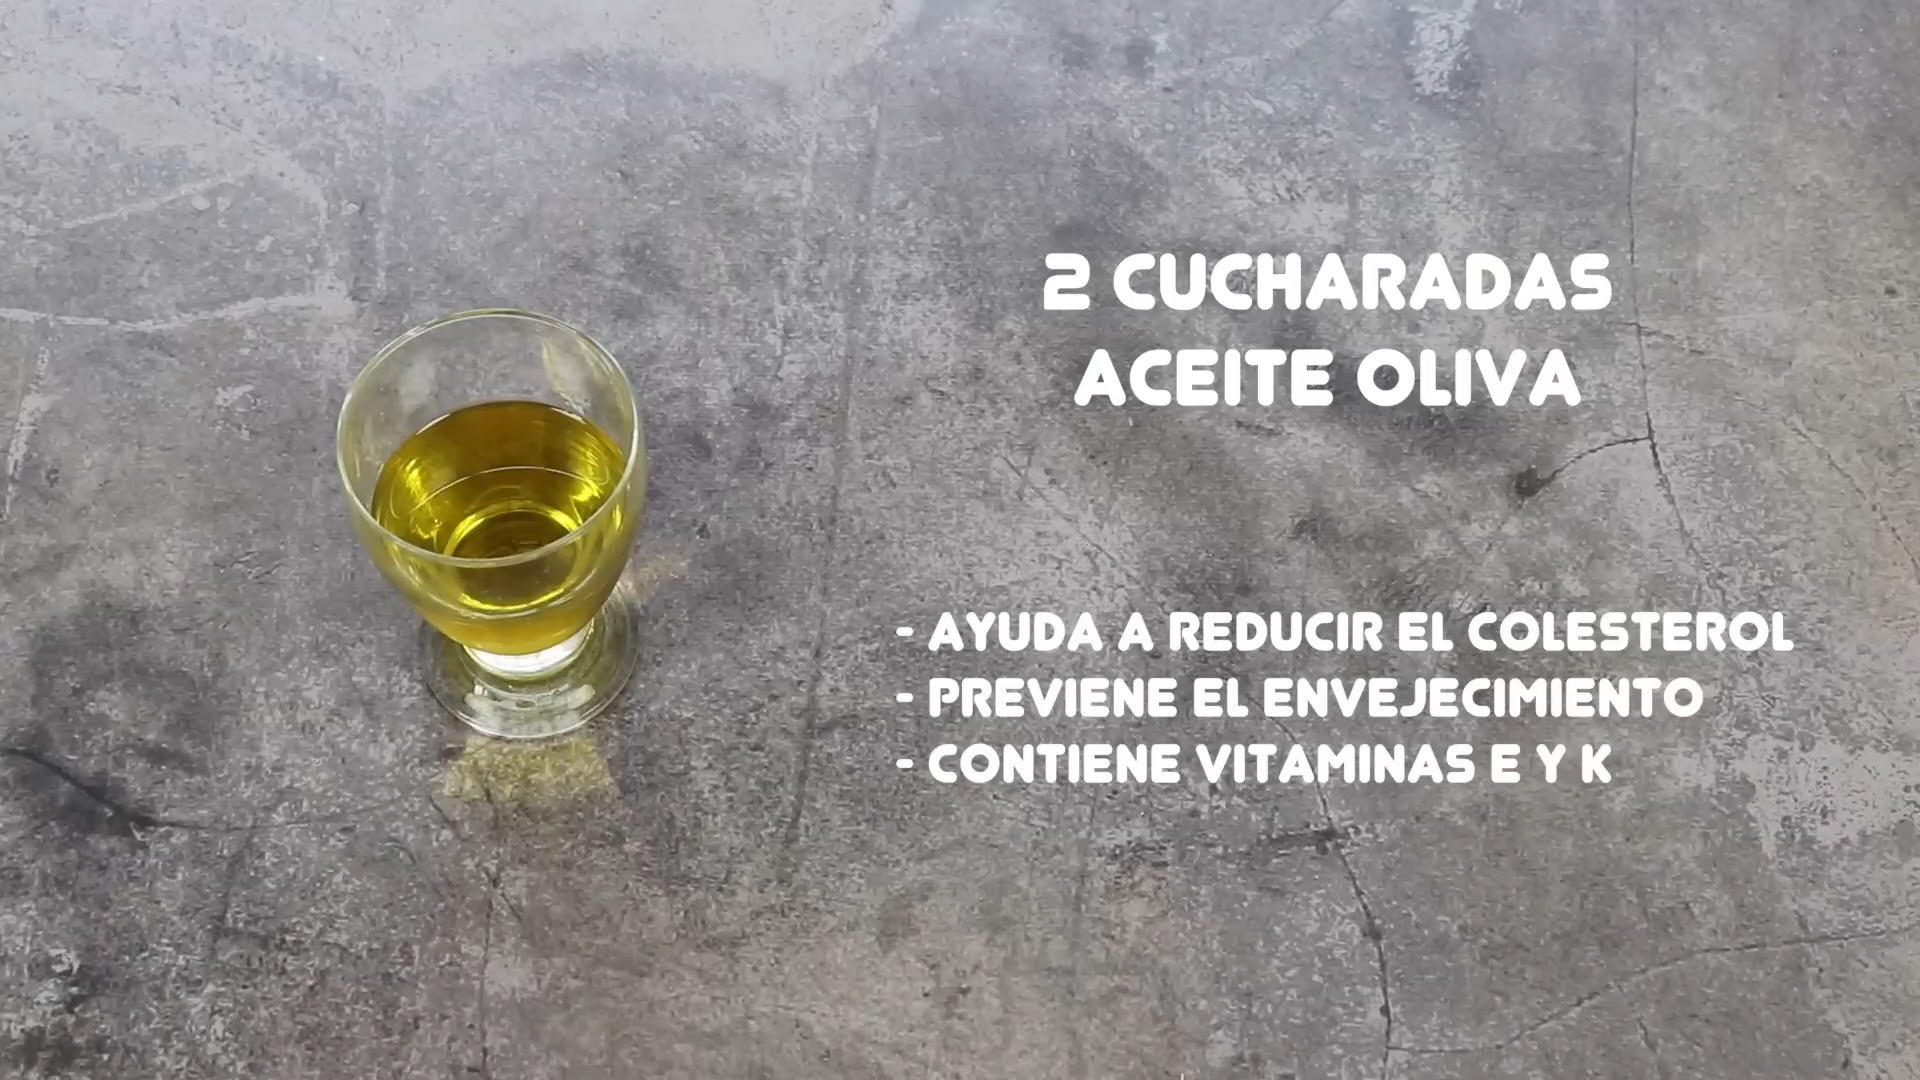 2 CUCHARADAS
ACEITE OLIVA
- AYUDA A REDUCIR EL COLESTEROL
- PREVIENE EL ENVEJECIMIENTO
- CONTIENE VITAMINAS E Y K